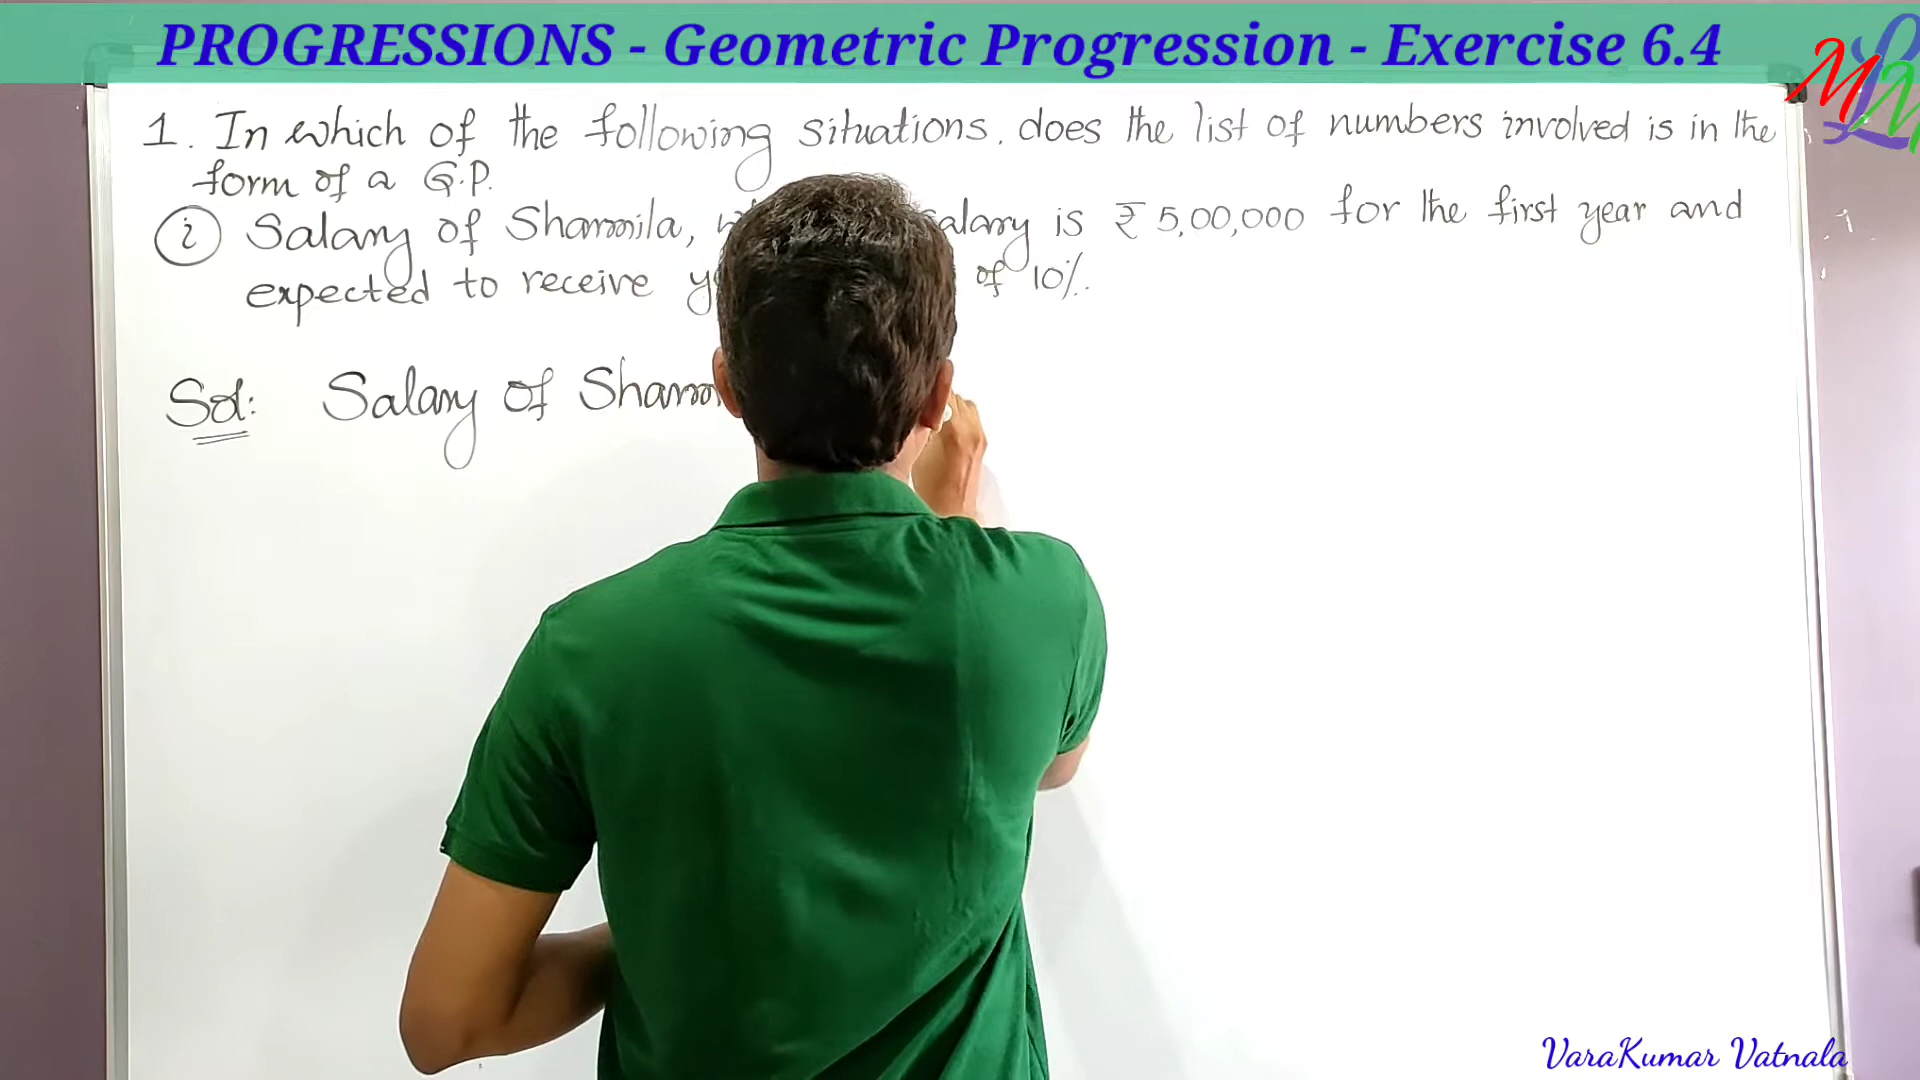 PROGRESSIONS - Geometric Progression - Exercise 6.4
MLM
1. In which of the following situations, does the list of numbers involved is in the
form of a G.P.
i Salary of Sharmila, salary is ₹ 5,00,000 for the first year and
expected to receive of 10%.
Sol: Salary of
VaraKumar Vatnala